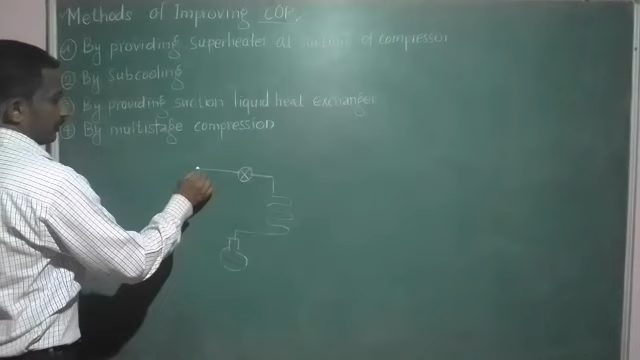 Methods of Improving COP.
① By providing superheater at suction of compressor
② By subcooling
③ By providing suction liquid heat exchanger
④ By multistage compression